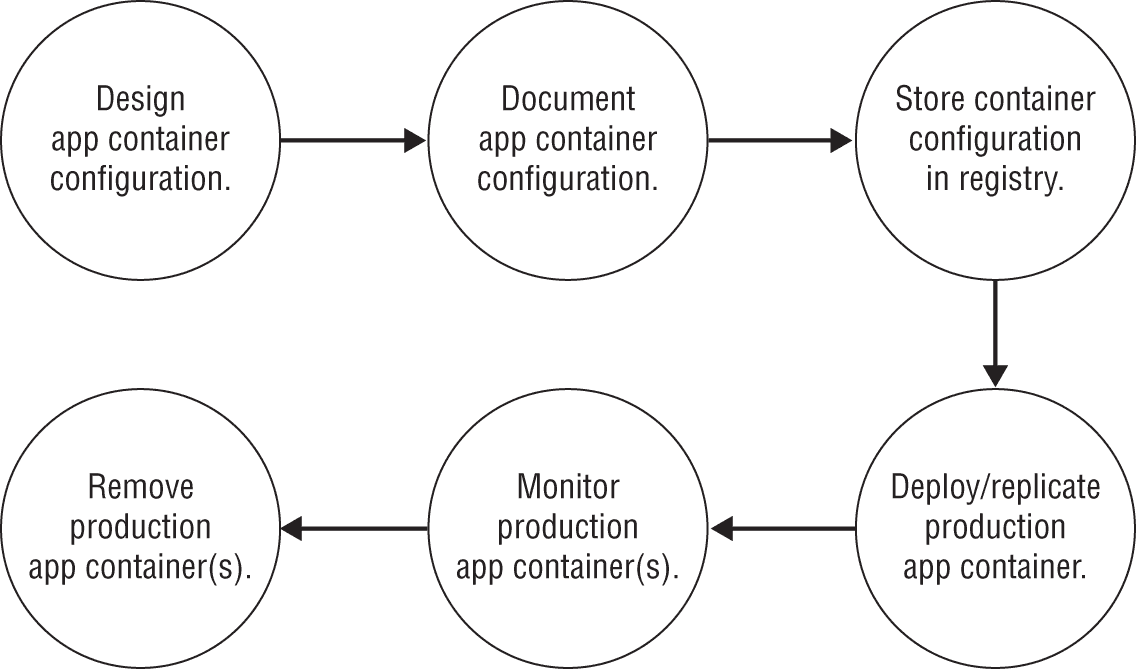 Design
app container
configuration.
Document
app container
configuration.
Store container
configuration
in registry.
Deploy/replicate
production
app container.
Monitor
production
app container(s).
Remove
production
app container(s).